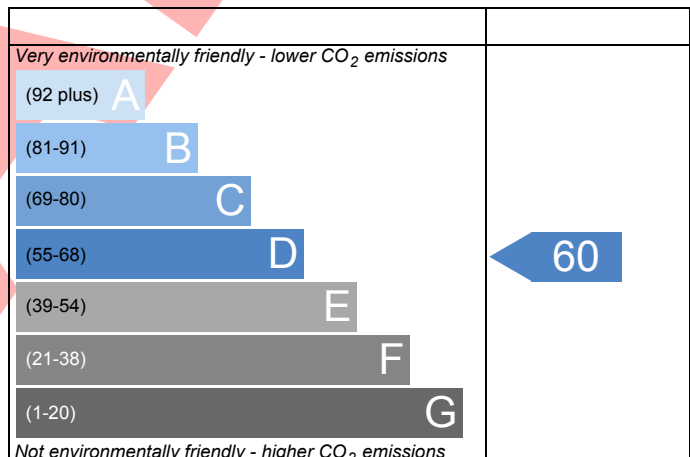 Very environmentally friendly - lower CO2 emissions
(92 plus) A
(81-91) B
(69-80) C
(55-68) D 60
(39-54) E
(21-38) F
(1-20) G
Not environmentally friendly - higher CO2 emissions